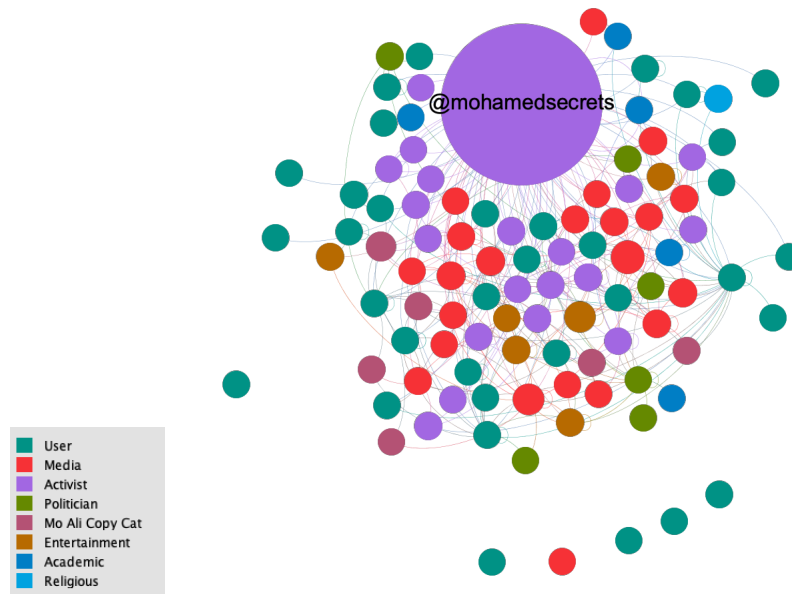 @mohamedsecrets
User
Media
Activist
Politician
Mo Ali Copy Cat
Entertainment
Academic
Religious